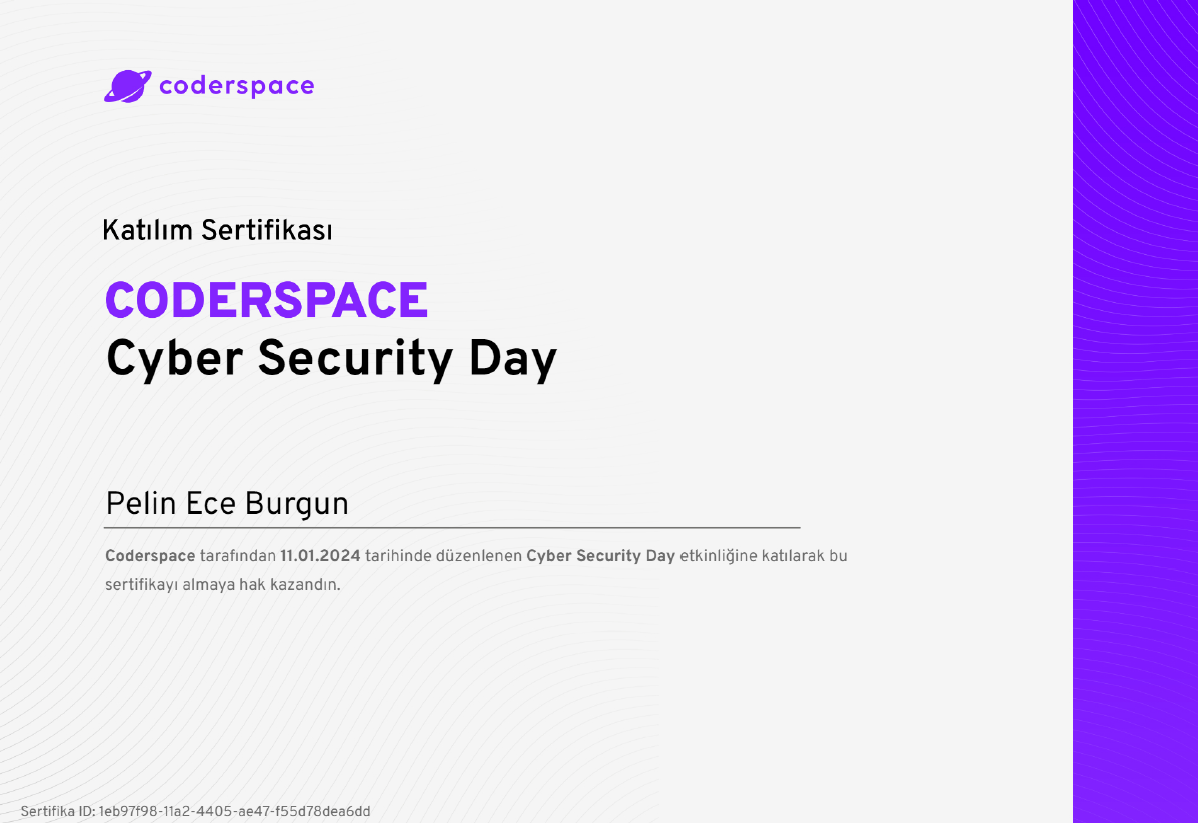 coderspace
Katılım Sertifikası
CODERSPACE
Cyber Security Day
Pelin Ece Burgun
Coderspace tarafından 11.01.2024 tarihinde düzenlenen Cyber Security Day etkinliğine katılarak bu
sertifikayı almaya hak kazandın.
Sertifika ID: 1eb97f98-11a2-4405-ae47-f55d78dea6dd